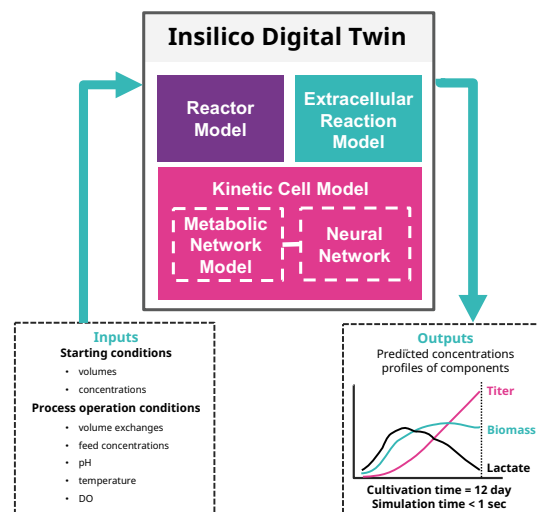 Insilico Digital Twin
Reactor
Model
Extracellular
Reaction
Model
Kinetic Cell Model
Metabolic
Network
Model
Neural
Network
Inputs
Starting conditions
• volumes
• concentrations
Process operation conditions
• volume exchanges
• feed concentrations
• pH
• temperature
• DO
Outputs
Predicted concentrations
profiles of components
Titer
Biomass
Lactate
Cultivation time = 12 day
Simulation time < 1 sec